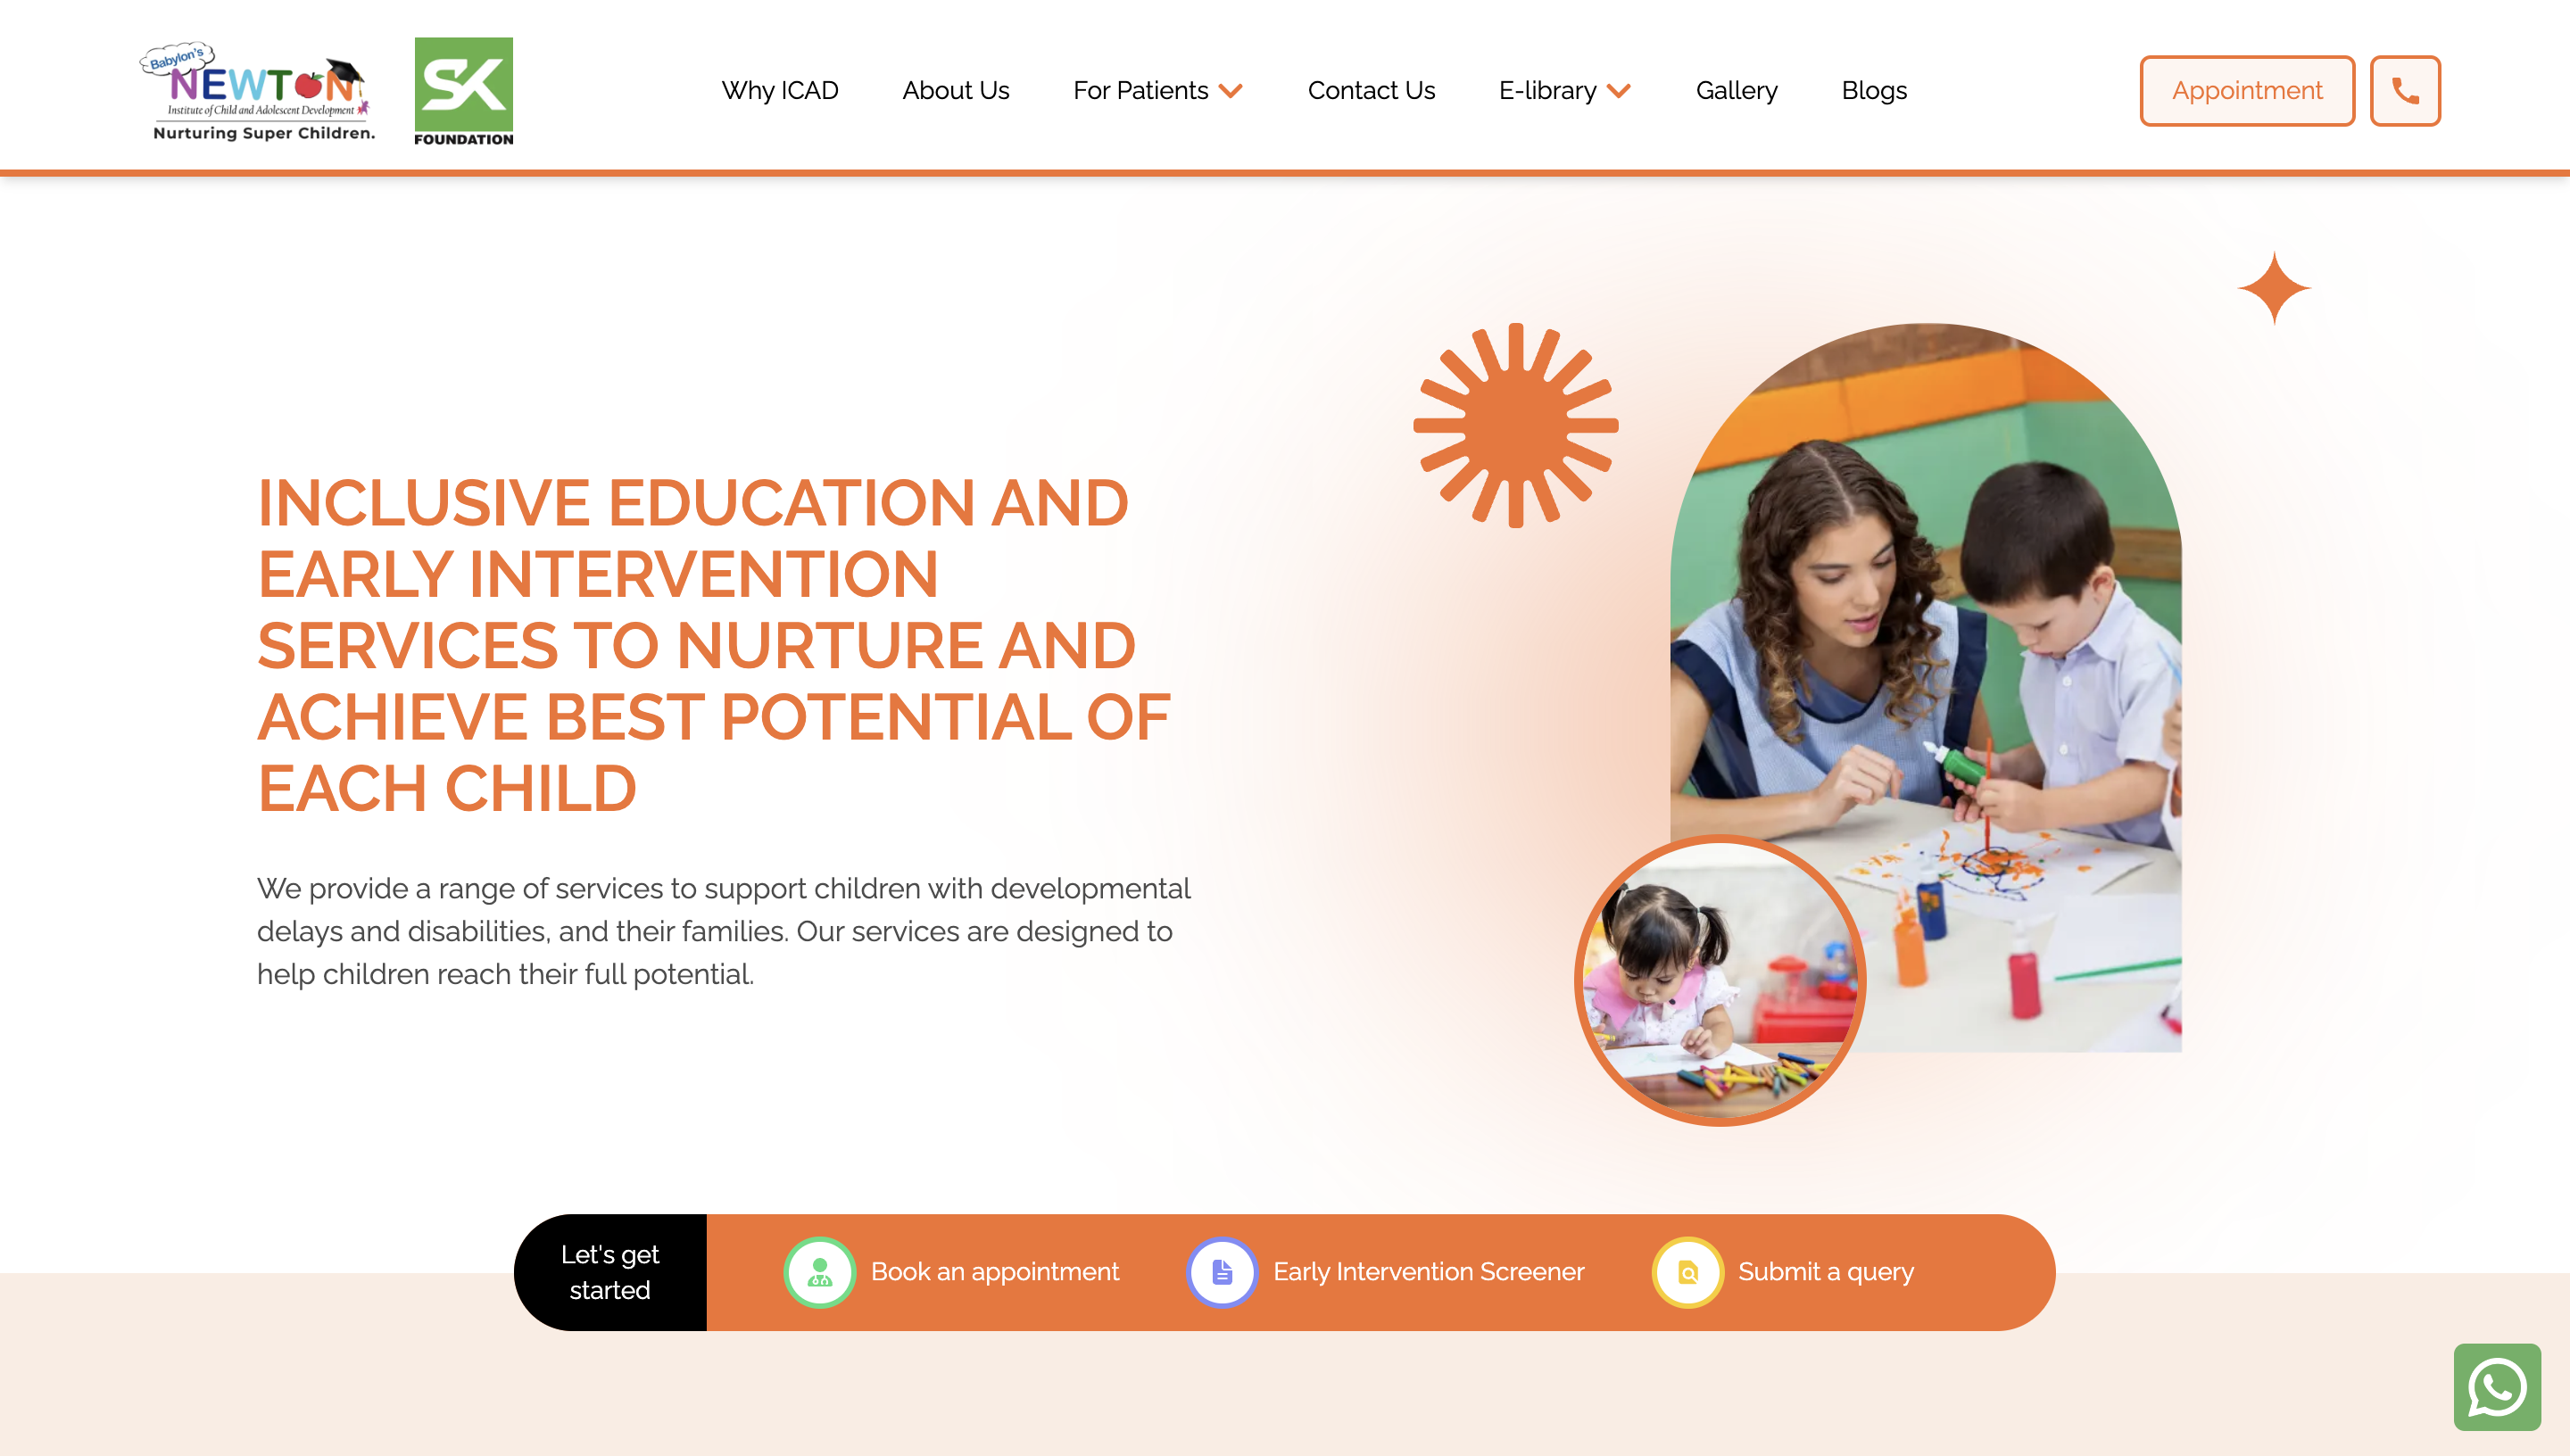 Babylon's
NEWTON
Institute of Child and Adolescent Development
Nurturing Super Children.
SK
FOUNDATION
Why ICAD
About Us
For Patients
Contact Us
E-library
Gallery
Blogs
Appointment
INCLUSIVE EDUCATION AND
EARLY INTERVENTION
SERVICES TO NURTURE AND
ACHIEVE BEST POTENTIAL OF
EACH CHILD
We provide a range of services to support children with developmental
delays and disabilities, and their families. Our services are designed to
help children reach their full potential.
Let's get
started
Book an appointment
Early Intervention Screener
Submit a query